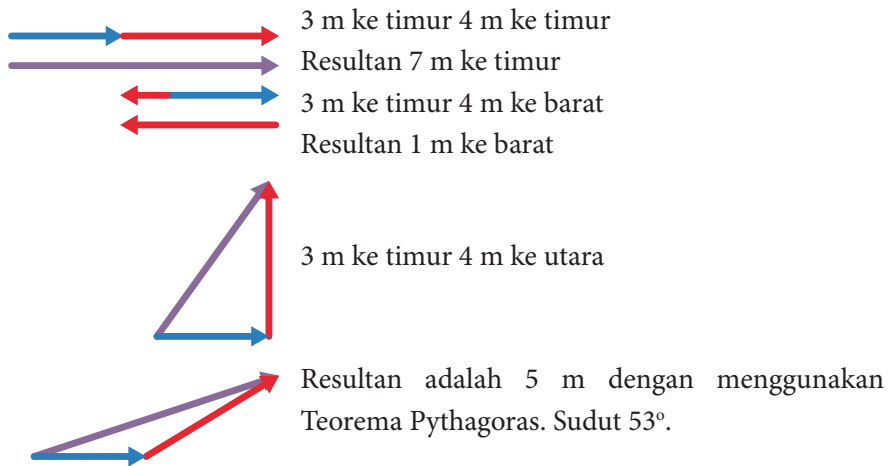 3 m ke timur 4 m ke timur
Resultan 7 m ke timur
3 m ke timur 4 m ke barat
Resultan 1 m ke barat
3 m ke timur 4 m ke utara
Resultan adalah 5 m dengan menggunakan
Teorema Pythagoras. Sudut 53°.